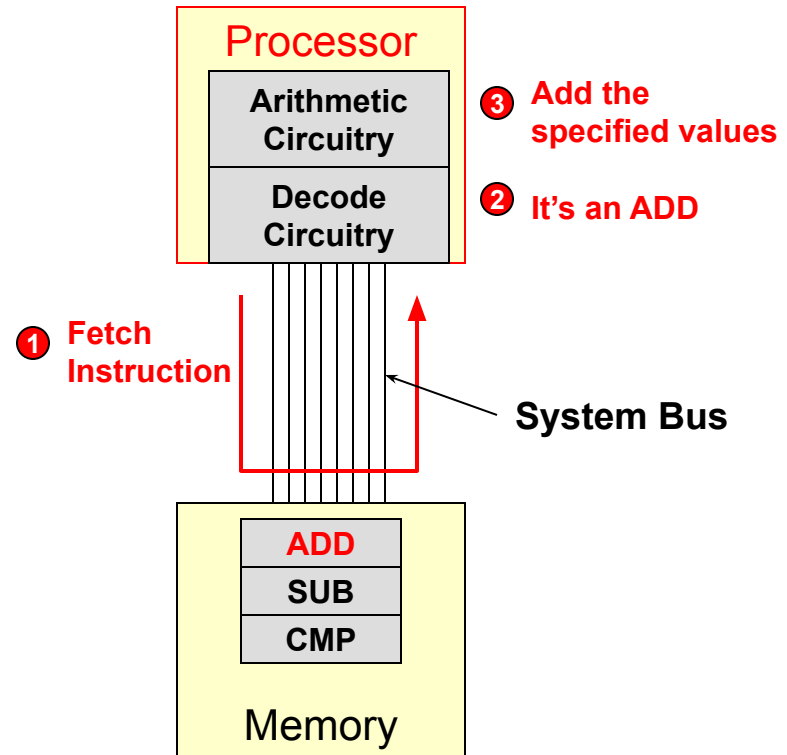 Processor
Arithmetic
Circuitry
3 Add the
specified values
Decode
Circuitry
2 It’s an ADD
1 Fetch
Instruction
System Bus
ADD
SUB
CMP
Memory